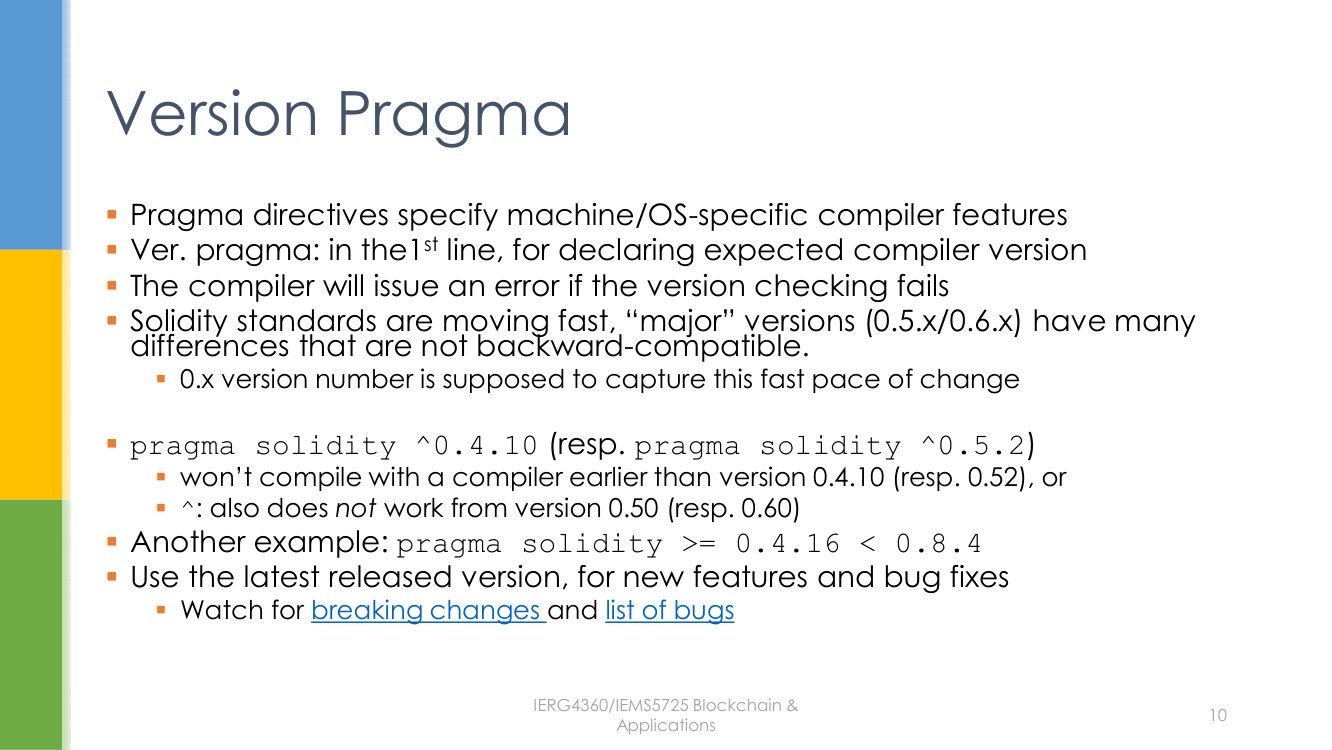 Version Pragma
▪ Pragma directives specify machine/OS-specific compiler features
▪ Ver. pragma: in the1st line, for declaring expected compiler version
▪ The compiler will issue an error if the version checking fails
▪ Solidity standards are moving fast, “major” versions (0.5.x/0.6.x) have many
differences that are not backward-compatible.
▪ 0.x version number is supposed to capture this fast pace of change
▪ pragma solidity ^0.4.10 (resp. pragma solidity ^0.5.2)
▪ won’t compile with a compiler earlier than version 0.4.10 (resp. 0.52), or
▪ ^: also does not work from version 0.50 (resp. 0.60)
▪ Another example: pragma solidity >= 0.4.16 < 0.8.4
▪ Use the latest released version, for new features and bug fixes
▪ Watch for breaking changes and list of bugs
IERG4360/IEMS5725 Blockchain &
Applications
10